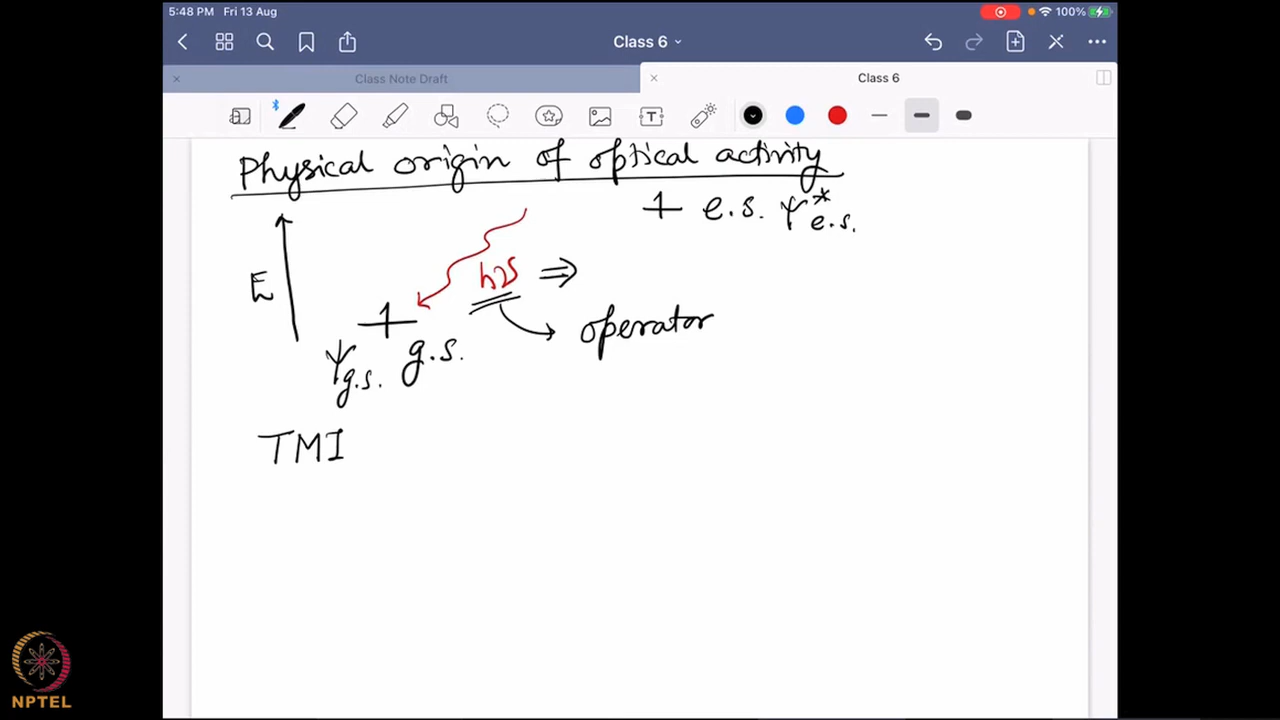 5:48 PM Fri 13 Aug
100%
Class 6
Class Note Draft
Class 6
T
Physical origin of optical activity
e.s. ψ*e.s.
E
hν ⇒
operator
ψg.s. g.s.
TMI
NPTEL